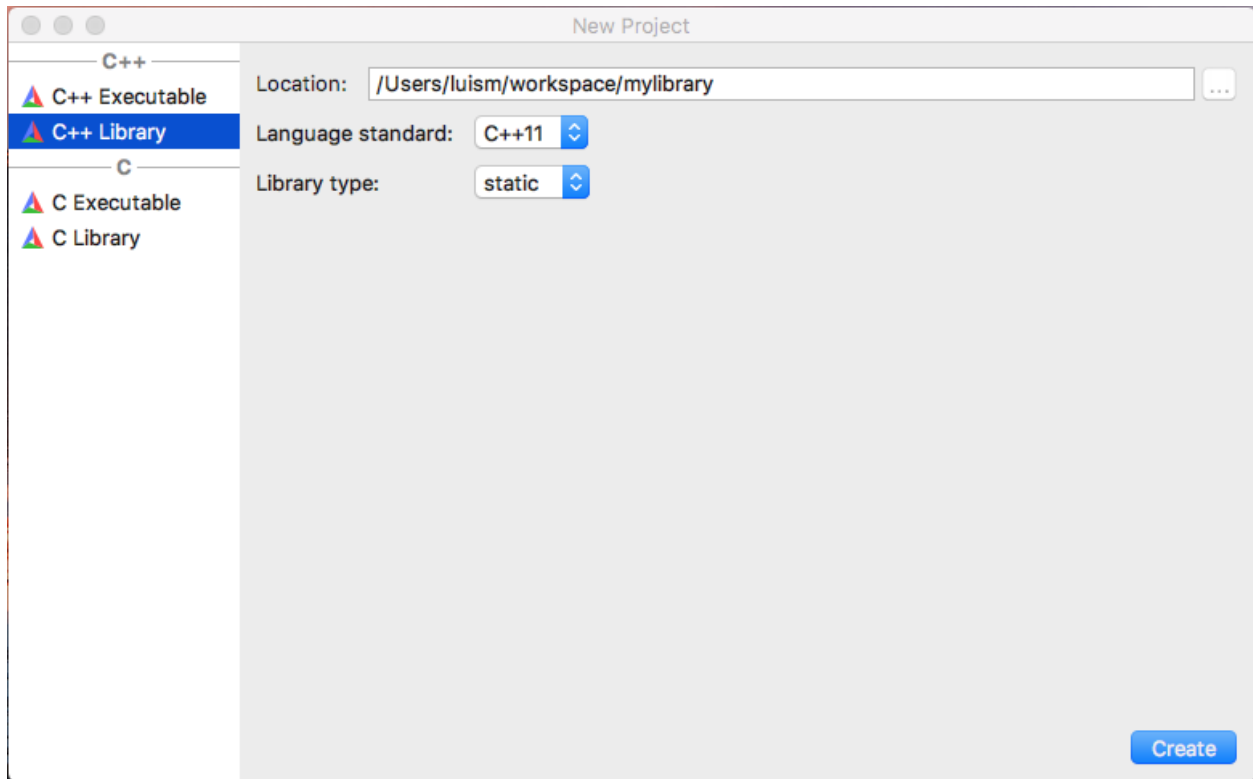 New Project
C++
C++ Executable
C++ Library
C
C Executable
C Library
Location: /Users/luism/workspace/mylibrary ...
Language standard: C++11
Library type: static
Create